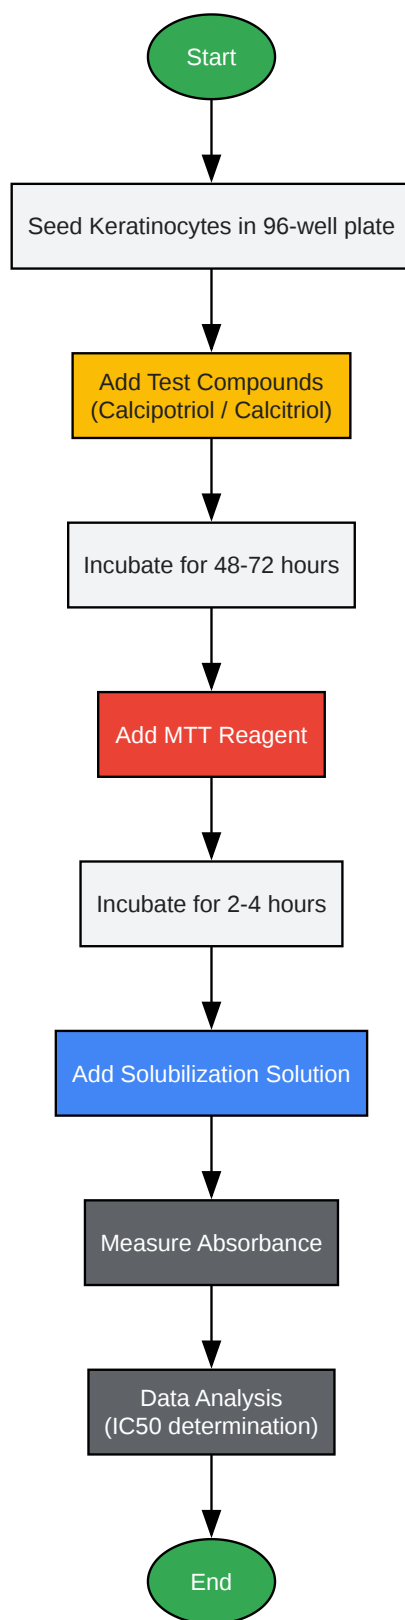 Start
Seed Keratinocytes in 96-well plate
Add Test Compounds
(Calcipotriol / Calcitriol)
Incubate for 48-72 hours
Add MTT Reagent
Incubate for 2-4 hours
Add Solubilization Solution
Measure Absorbance
Data Analysis
(IC50 determination)
End